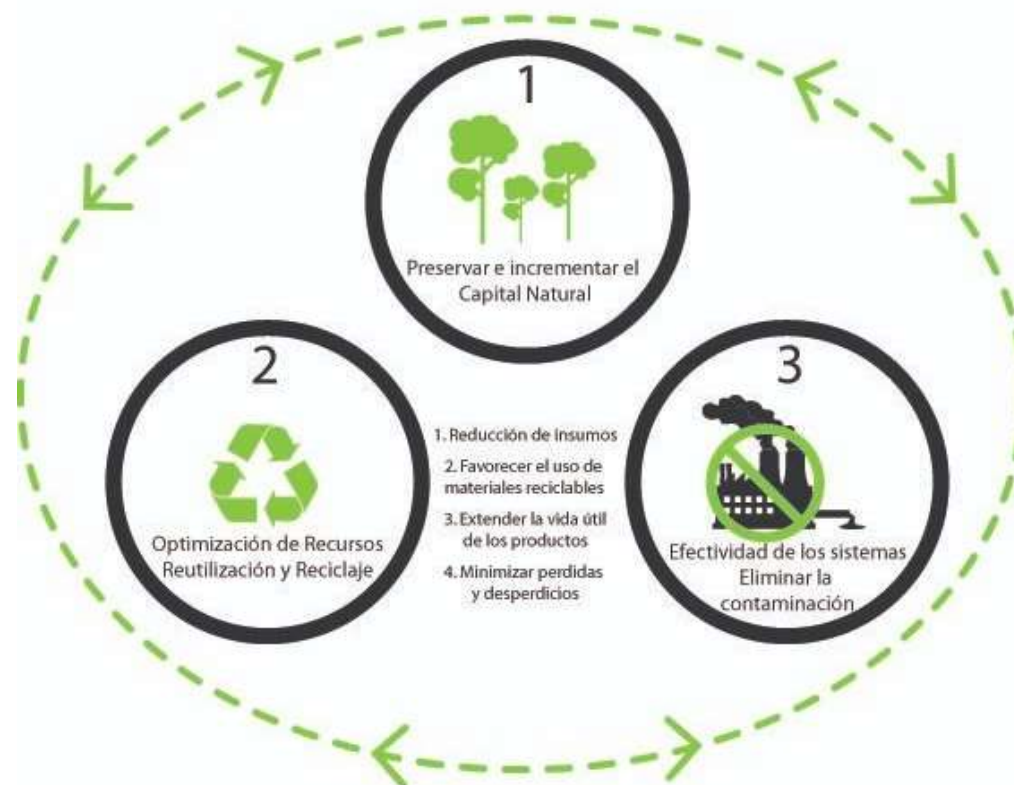 1
Preservar e incrementar el
Capital Natural
2
Optimización de Recursos
Reutilización y Reciclaje
1. Reducción de insumos
2. Favorecer el uso de
materiales reciclables
3. Extender la vida útil
de los productos
4. Minimizar perdidas
y desperdicios
3
Efectividad de los sistemas
Eliminar la
contaminación